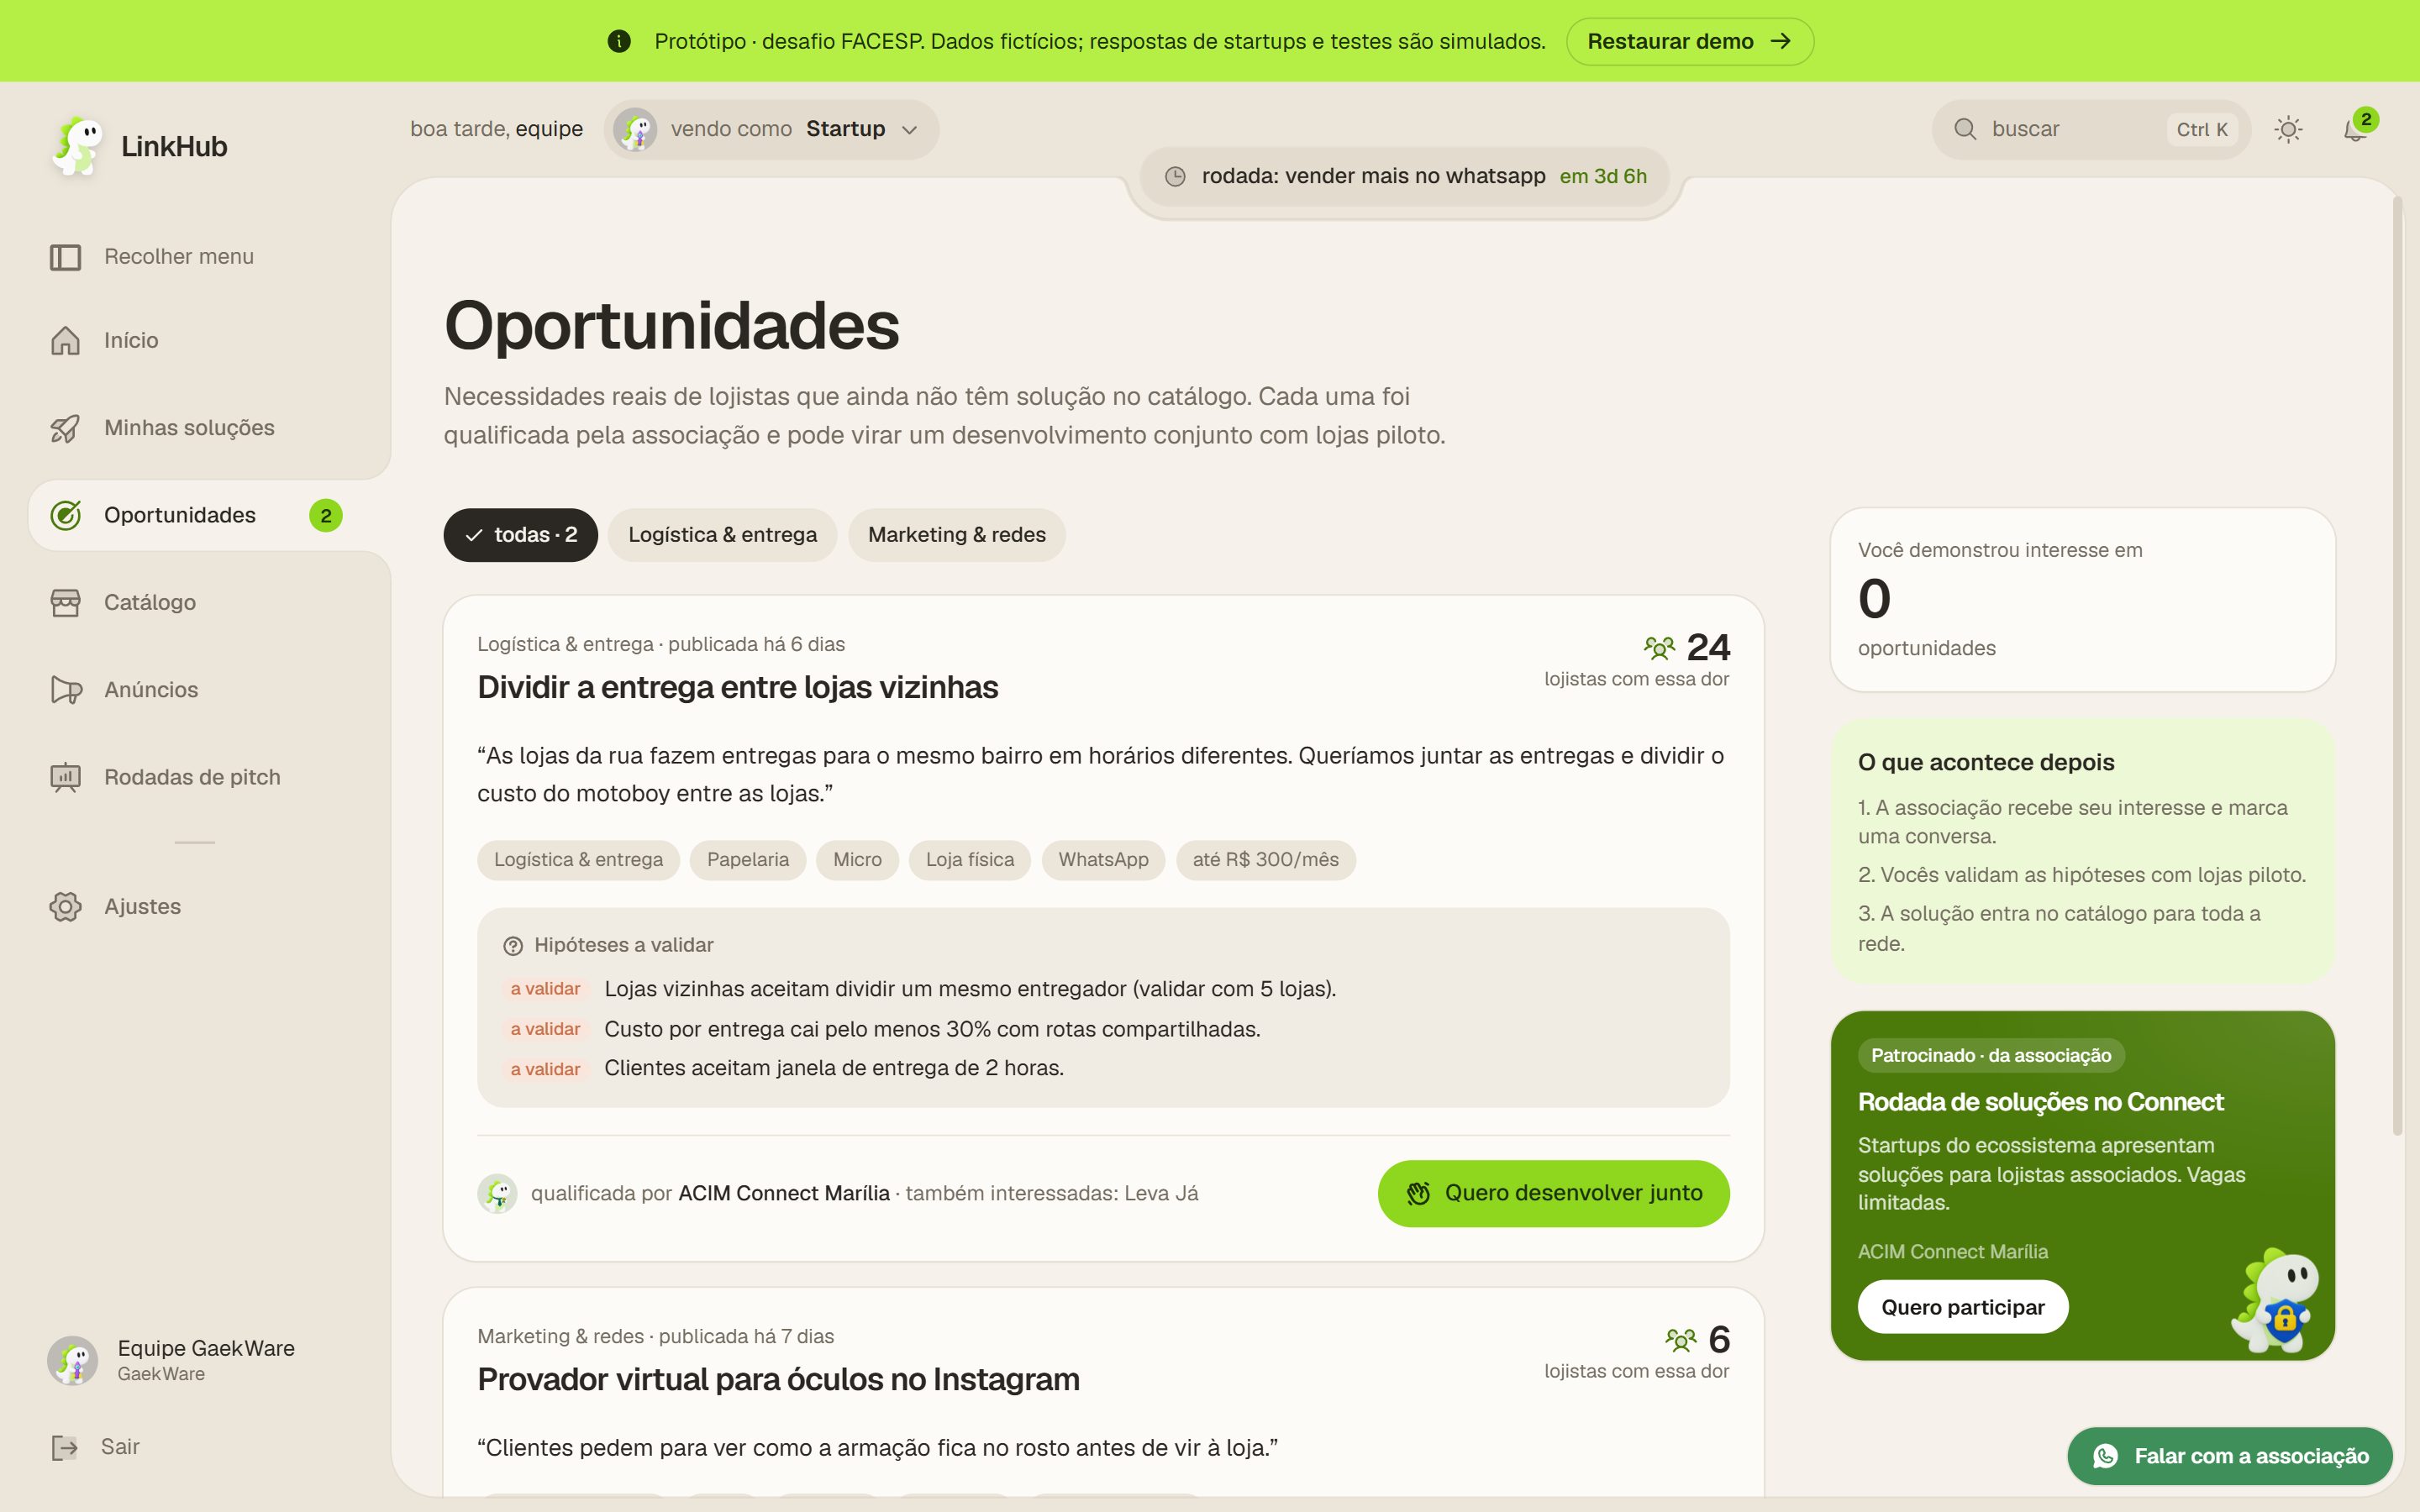 Protótipo · desafio FACESP. Dados fictícios; respostas de startups e testes são simulados.
Restaurar demo
LinkHub
boa tarde, equipe
vendo como Startup
buscar
Ctrl K
2
rodada: vender mais no whatsapp em 3d 6h
Recolher menu
Início
Minhas soluções
Oportunidades
2
Catálogo
Anúncios
Rodadas de pitch
Ajustes
Equipe GaekWare
GaekWare
Sair
Oportunidades
Necessidades reais de lojistas que ainda não têm solução no catálogo. Cada uma foi
qualificada pela associação e pode virar um desenvolvimento conjunto com lojas piloto.
todas · 2
Logística & entrega
Marketing & redes
Logística & entrega · publicada há 6 dias
Dividir a entrega entre lojas vizinhas
24
lojistas com essa dor
“As lojas da rua fazem entregas para o mesmo bairro em horários diferentes. Queríamos juntar as entregas e dividir o
custo do motoboy entre as lojas.”
Logística & entrega
Papelaria
Micro
Loja física
WhatsApp
até R$ 300/mês
Hipóteses a validar
a validar Lojas vizinhas aceitam dividir um mesmo entregador (validar com 5 lojas).
a validar Custo por entrega cai pelo menos 30% com rotas compartilhadas.
a validar Clientes aceitam janela de entrega de 2 horas.
qualificada por ACIM Connect Marília · também interessadas: Leva Já
Quero desenvolver junto
Marketing & redes · publicada há 7 dias
Provador virtual para óculos no Instagram
6
lojistas com essa dor
“Clientes pedem para ver como a armação fica no rosto antes de vir à loja.”
Você demonstrou interesse em
0
oportunidades
O que acontece depois
1. A associação recebe seu interesse e marca
uma conversa.
2. Vocês validam as hipóteses com lojas piloto.
3. A solução entra no catálogo para toda a
rede.
Patrocinado · da associação
Rodada de soluções no Connect
Startups do ecossistema apresentam
soluções para lojistas associados. Vagas
limitadas.
ACIM Connect Marília
Quero participar
Falar com a associação